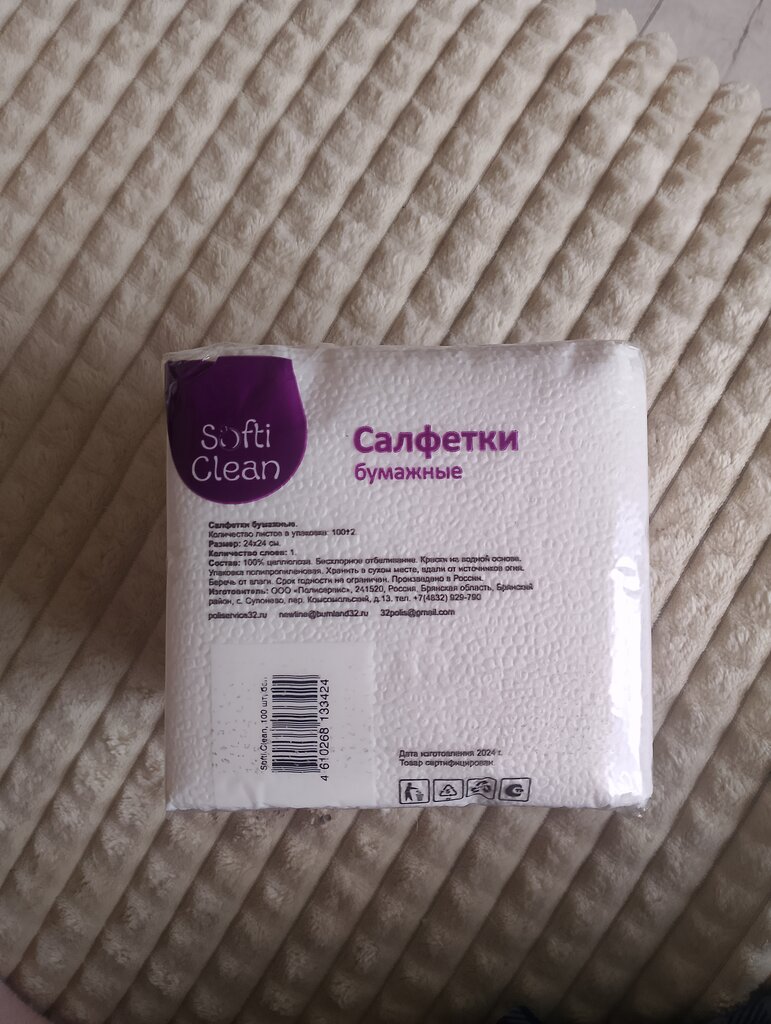 Softi
Clean
Салфетки
бумажные
Салфетки бумажные.
Количество листов в упаковке: 100±2
Размер: 24х24 см.
Количество слоев: 1.
Состав: 100% целлюлоза. Бесхлорное отбеливание. Краски на водной основе.
Упаковка полипропиленовая. Хранить в сухом месте, вдали от источников огня.
Беречь от влаги. Срок годности не ограничен. Произведено в России.
Изготовитель: ООО «Полисервис», 241520, Россия, Брянская область, Брянский
район, с. Супонево, пер. Комсомольский, д.13. тел. +7(4832) 929-790
poliservice32.ru newline@bumland32.ru 32polis@gmail.com
Softi Clean, 100 шт,
4 610268 133424
Дата изготовления 2024 г.
Товар сертифицирован